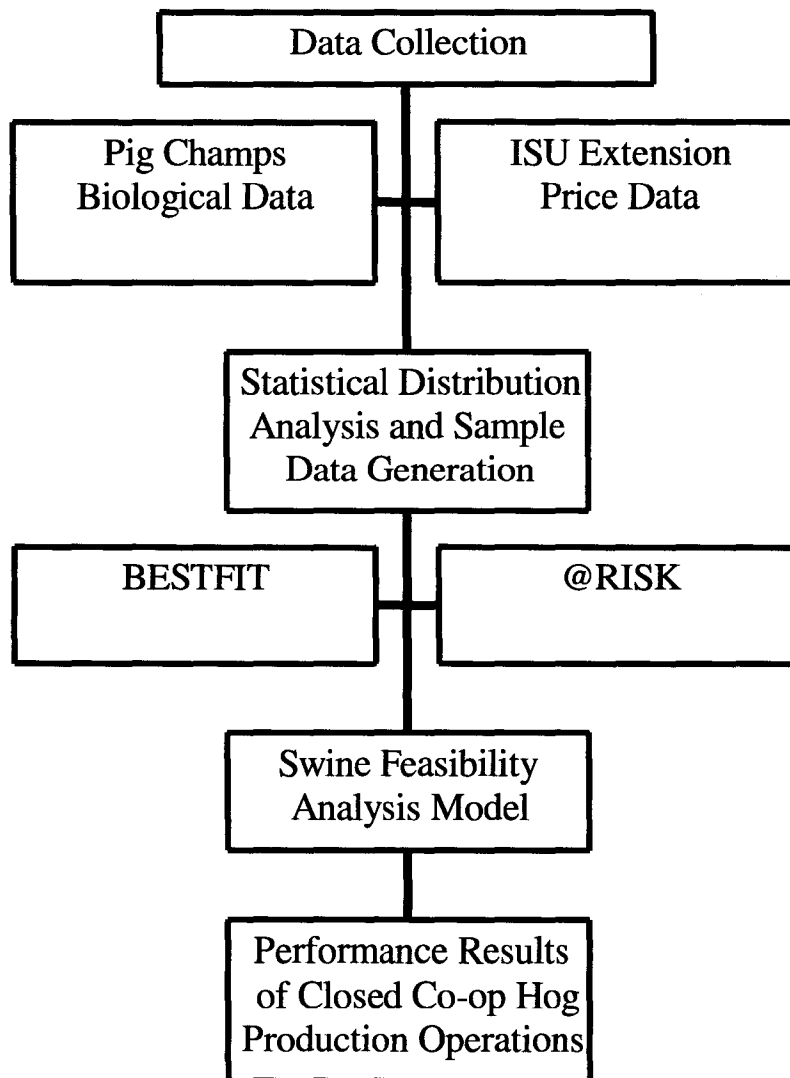 Data Collection
Pig Champs
Biological Data
ISU Extension
Price Data
Statistical Distribution
Analysis and Sample
Data Generation
BESTFIT
@RISK
Swine Feasibility
Analysis Model
Performance Results
of Closed Co-op Hog
Production Operations